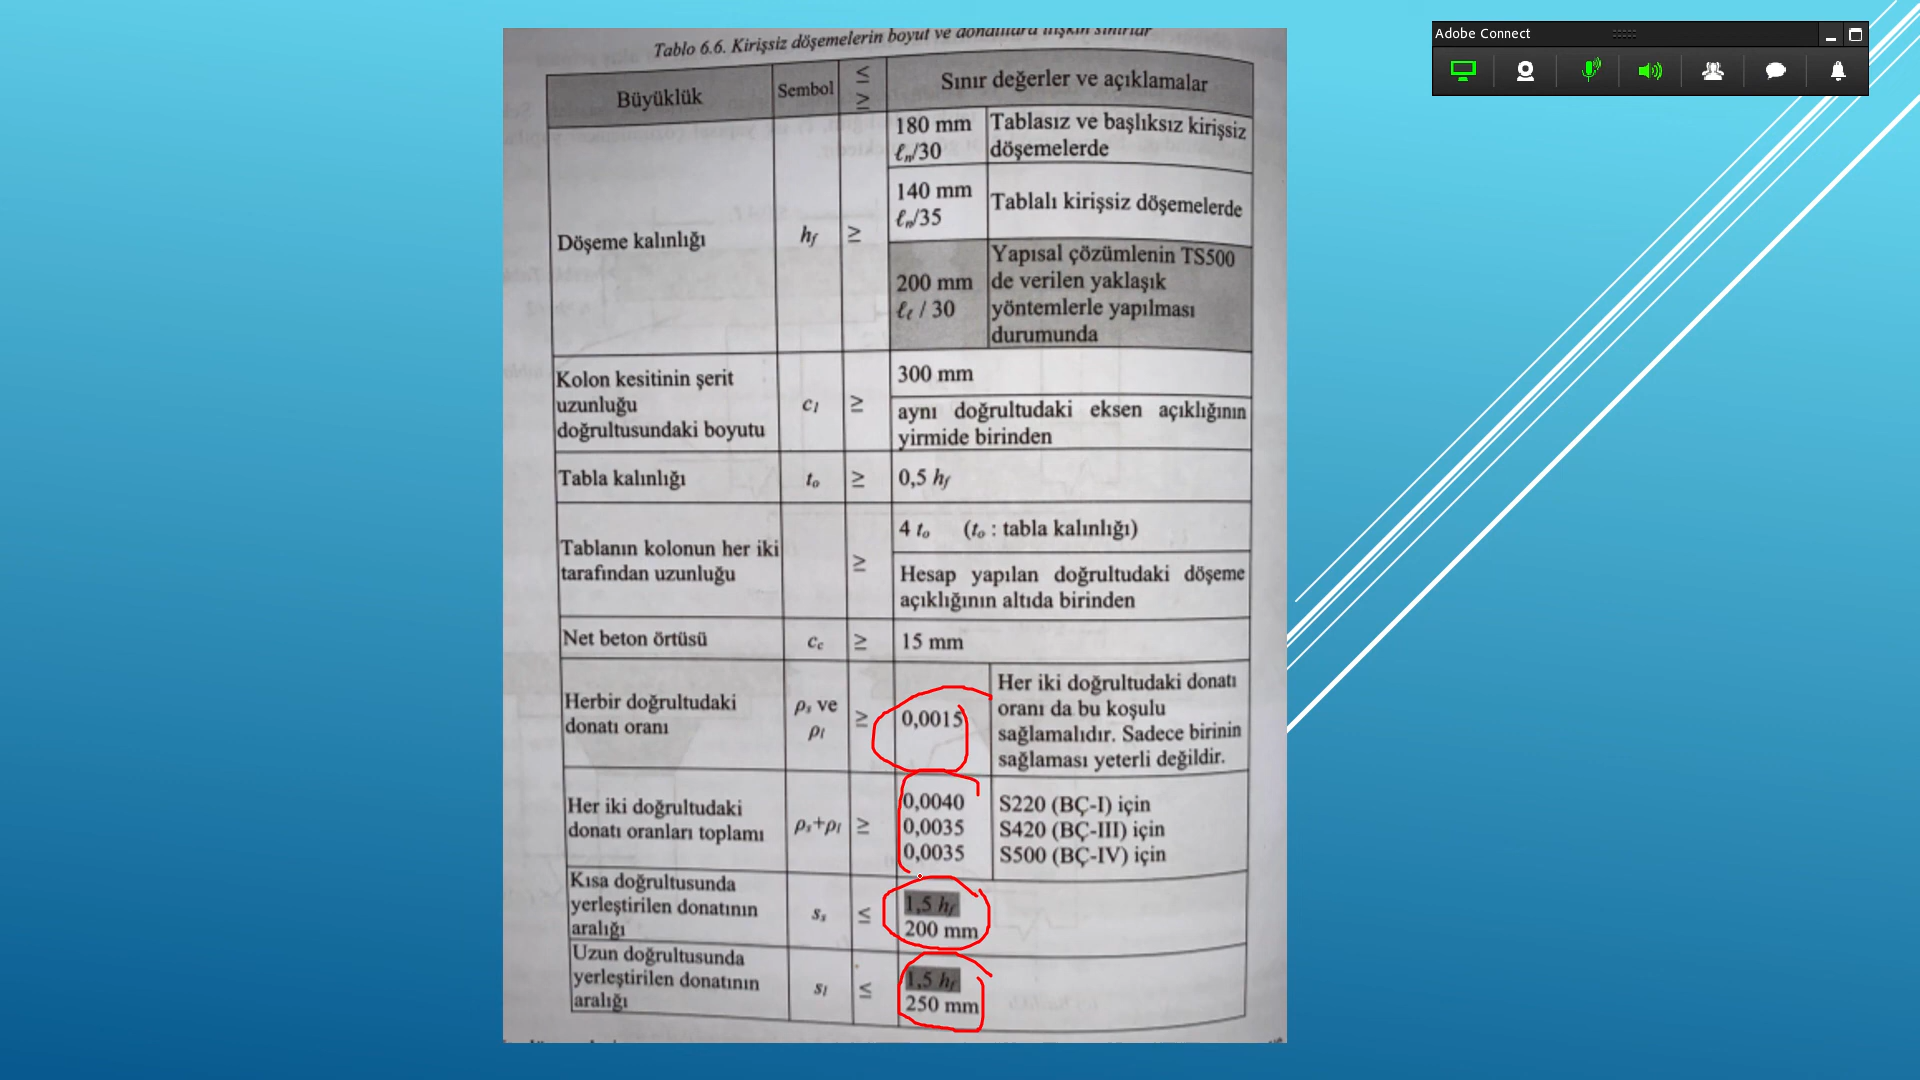 Adobe Connect
Tablo 6.6. Kirişsiz döşemelerin boyut ve donatılara ilişkin sınırlar
Büyüklük
Sembol
≤
≥
Sınır değerler ve açıklamalar
Döşeme kalınlığı
hf
≥
180 mm
ℓn/30
Tablasız ve başlıksız kirişsiz
döşemelerde
140 mm
ℓn/35
Tablalı kirişsiz döşemelerde
200 mm
ℓℓ / 30
Yapısal çözümlenin TS500
de verilen yaklaşık
yöntemlerle yapılması
durumunda
Kolon kesitinin şerit
uzunluğu
doğrultusundaki boyutu
c1
≥
300 mm
aynı doğrultudaki eksen açıklığının
yirmide birinden
Tabla kalınlığı
to
≥
0,5 hf
Tablanın kolonun her iki
tarafından uzunluğu
≥
4 to (to : tabla kalınlığı)
Hesap yapılan doğrultudaki döşeme
açıklığının altıda birinden
Net beton örtüsü
cc
≥
15 mm
Herbir doğrultudaki
donatı oranı
ρs ve
ρl
≥
0,0015
Her iki doğrultudaki donatı
oranı da bu koşulu
sağlamalıdır. Sadece birinin
sağlaması yeterli değildir.
Her iki doğrultudaki
donatı oranları toplamı
ρs+ρl
≥
0,0040
0,0035
0,0035
S220 (BÇ-I) için
S420 (BÇ-III) için
S500 (BÇ-IV) için
Kısa doğrultusunda
yerleştirilen donatının
aralığı
ss
≤
1,5 hf
200 mm
Uzun doğrultusunda
yerleştirilen donatının
aralığı
sl
≤
1,5 hf
250 mm